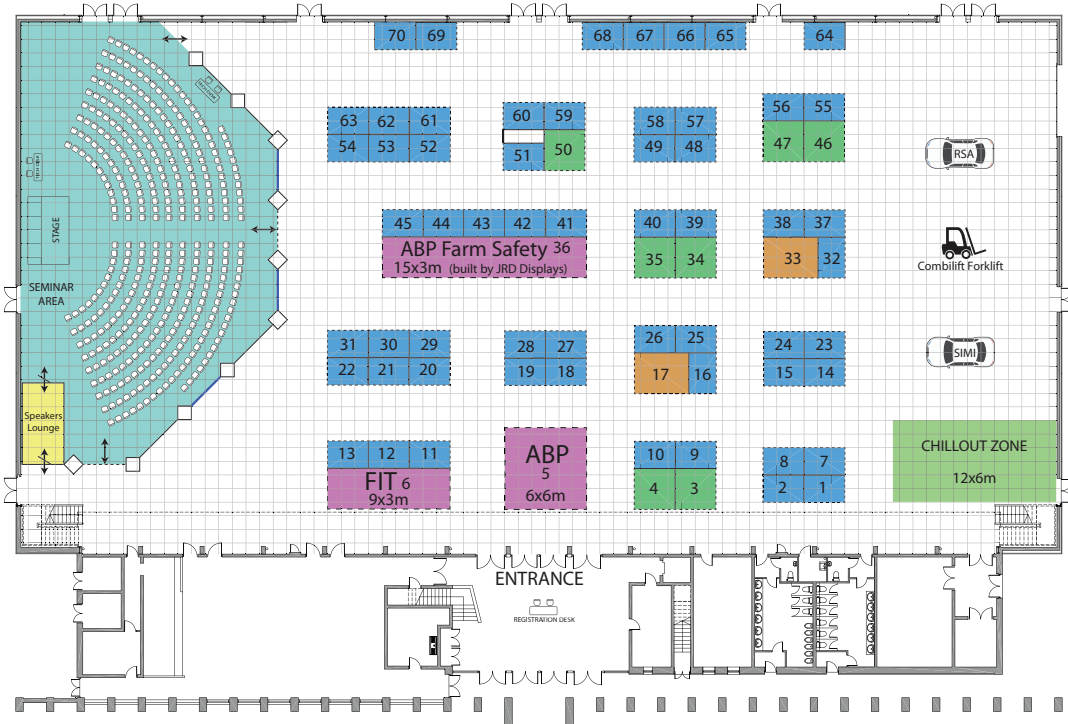 70 69
68 67 66 65
64
TECH DESK
63 62 61
54 53 52
60 59
51 50
58 57
49 48
56 55
47 46
RSA
TECH DESK
STAGE
SEMINAR
AREA
45 44 43 42 41
ABP Farm Safety 36
15x3m (built by JRD Displays)
40 39
35 34
38 37
33 32
Combilift Forklift
31 30 29
22 21 20
28 27
19 18
26 25
17 16
24 23
15 14
SIMI
Speakers
Lounge
13 12 11
FIT 6
9x3m
ABP
5
6x6m
10 9
4 3
8 7
2 1
CHILLOUT ZONE
12x6m
ENTRANCE
REGISTRATION DESK